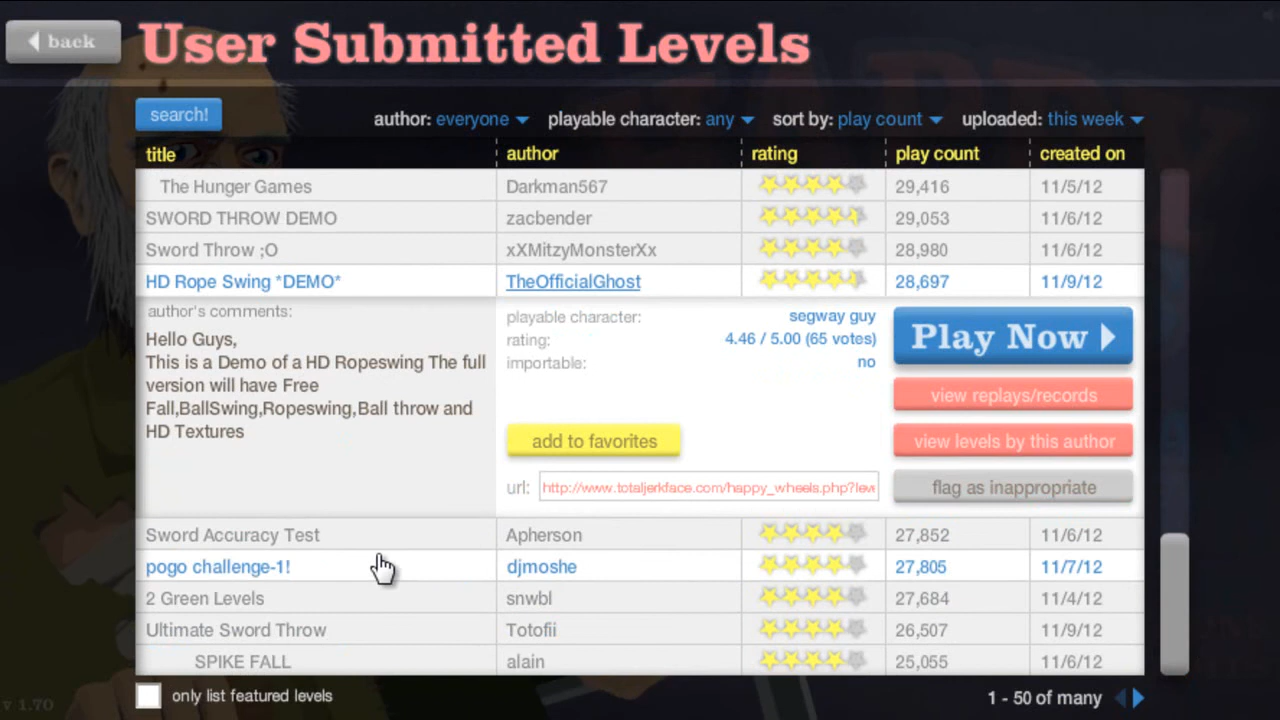 back
User Submitted Levels
search!
author: everyone playable character: any sort by: play count uploaded: this week
title author rating play count created on
The Hunger Games Darkman567 29,416 11/5/12
SWORD THROW DEMO zacbender 29,053 11/6/12
Sword Throw ;O xXMitzyMonsterXx 28,980 11/6/12
HD Rope Swing *DEMO* TheOfficialGhost 28,697 11/9/12
author's comments:
Hello Guys,
This is a Demo of a HD Ropeswing The full
version will have Free
Fall,BallSwing,Ropeswing,Ball throw and
HD Textures
playable character: segway guy
rating: 4.46 / 5.00 (65 votes)
importable: no
add to favorites
url: http://www.totaljerkface.com/happy_wheels.php?lev
Play Now
view replays/records
view levels by this author
flag as inappropriate
Sword Accuracy Test Apherson 27,852 11/6/12
pogo challenge-1! djmoshe 27,805 11/7/12
2 Green Levels snwbl 27,684 11/4/12
Ultimate Sword Throw Totofii 26,507 11/9/12
SPIKE FALL alain 25,055 11/6/12
only list featured levels
1 - 50 of many
v 1.70